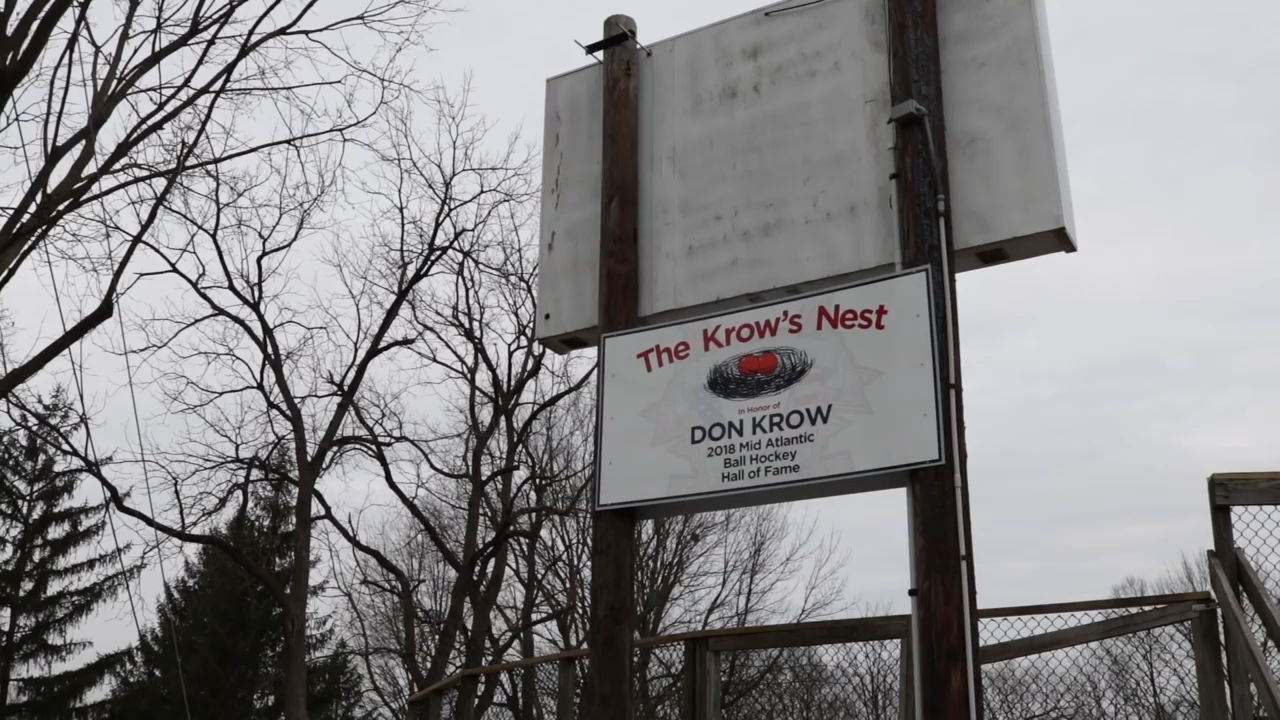 The Krow's Nest
In Honor of
DON KROW
2018 Mid Atlantic
Ball Hockey
Hall of Fame